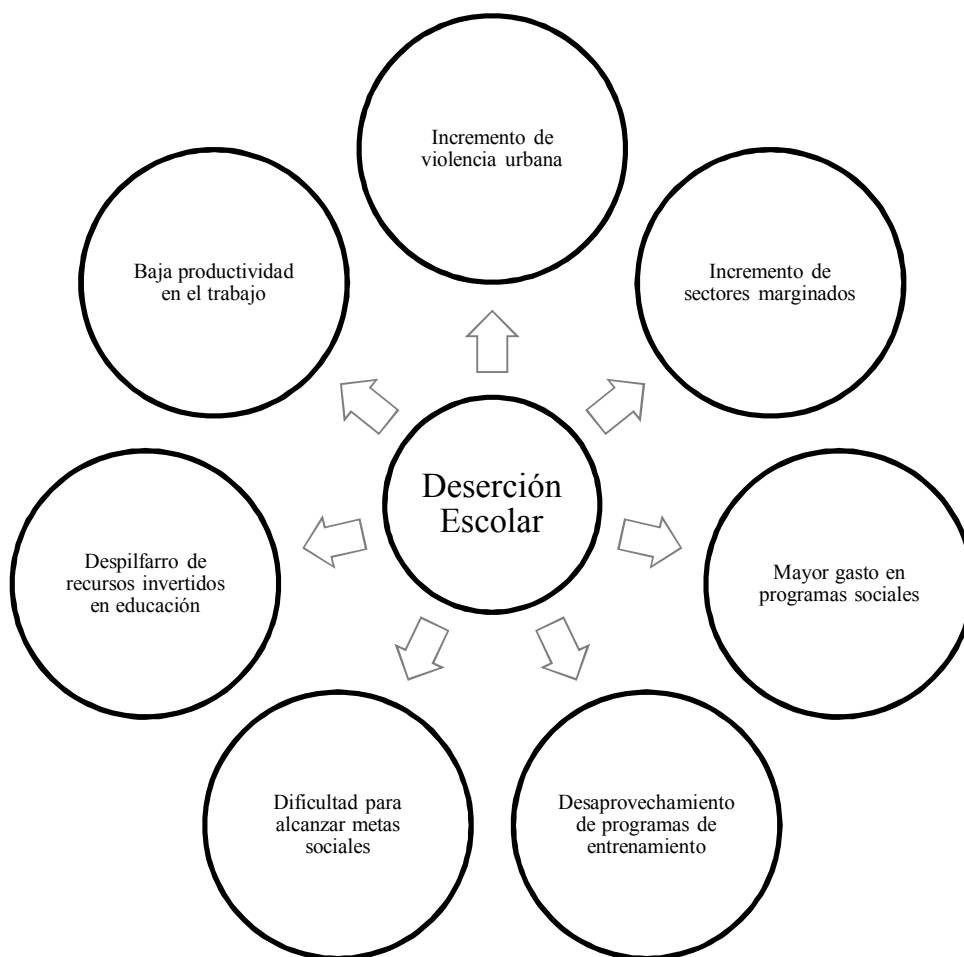 Incremento de
violencia urbana
Baja productividad
en el trabajo
Incremento de
sectores marginados
Deserción
Escolar
Despilfarro de
recursos invertidos
en educación
Mayor gasto en
programas sociales
Dificultad para
alcanzar metas
sociales
Desaprovechamiento
de programas de
entrenamiento